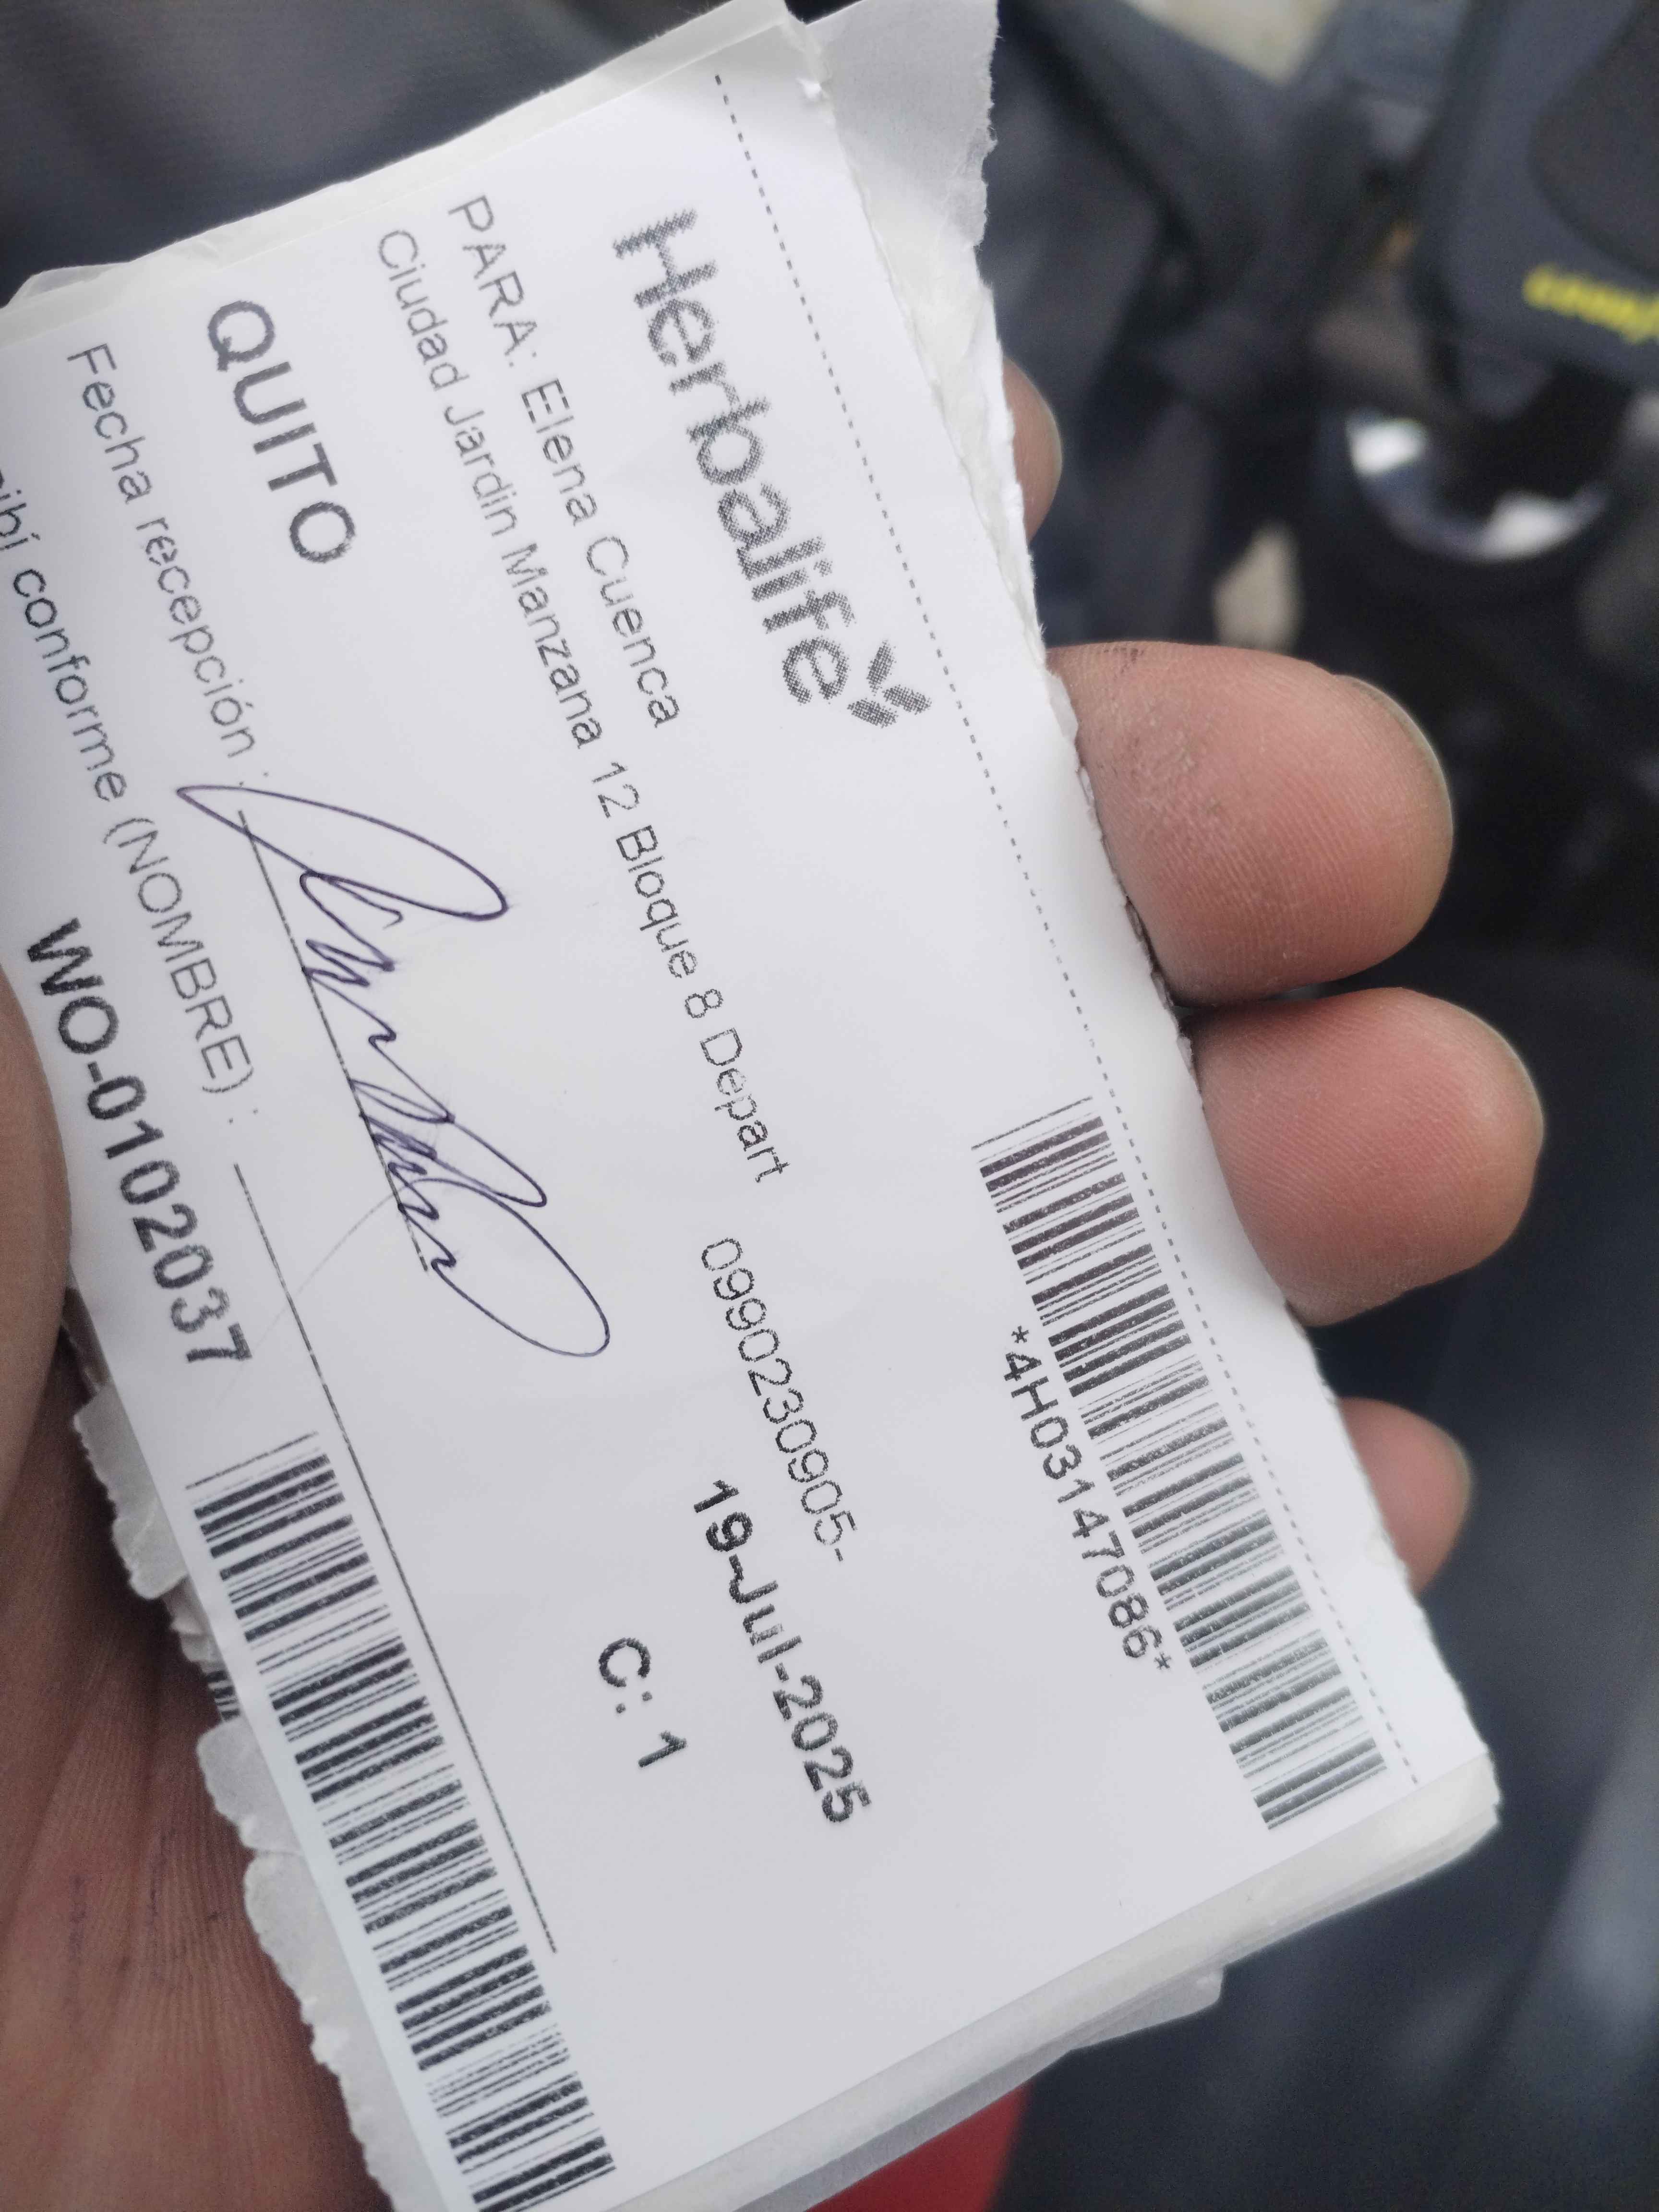 Herbalife
*4H03147086*
PARA: Elena Cuenca
0990230905-
Ciudad Jardin Manzana 12 Bloque 8 Depart
19-Jul-2025
QUITO
C: 1
Fecha recepción :
conforme (NOMBRE) :
WO-0102037